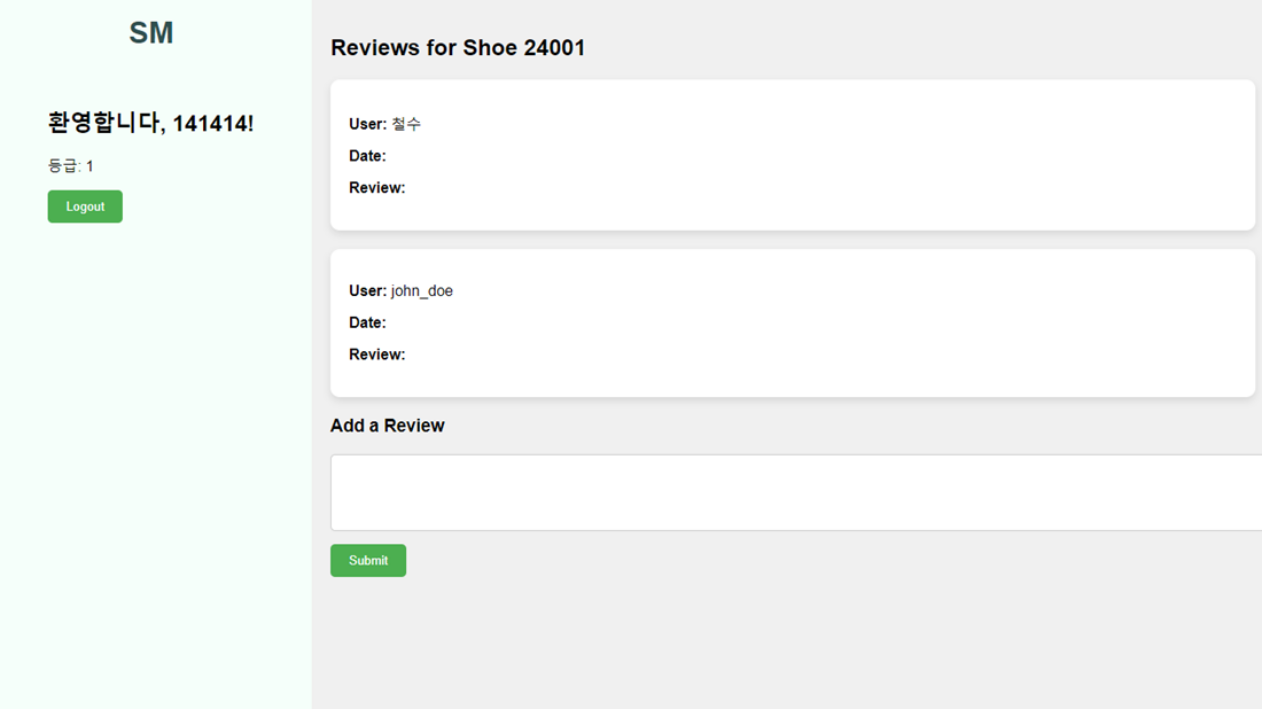 SM
환영합니다, 141414!
등급: 1
Logout
Reviews for Shoe 24001
User: 철수
Date:
Review:
User: john_doe
Date:
Review:
Add a Review
Submit